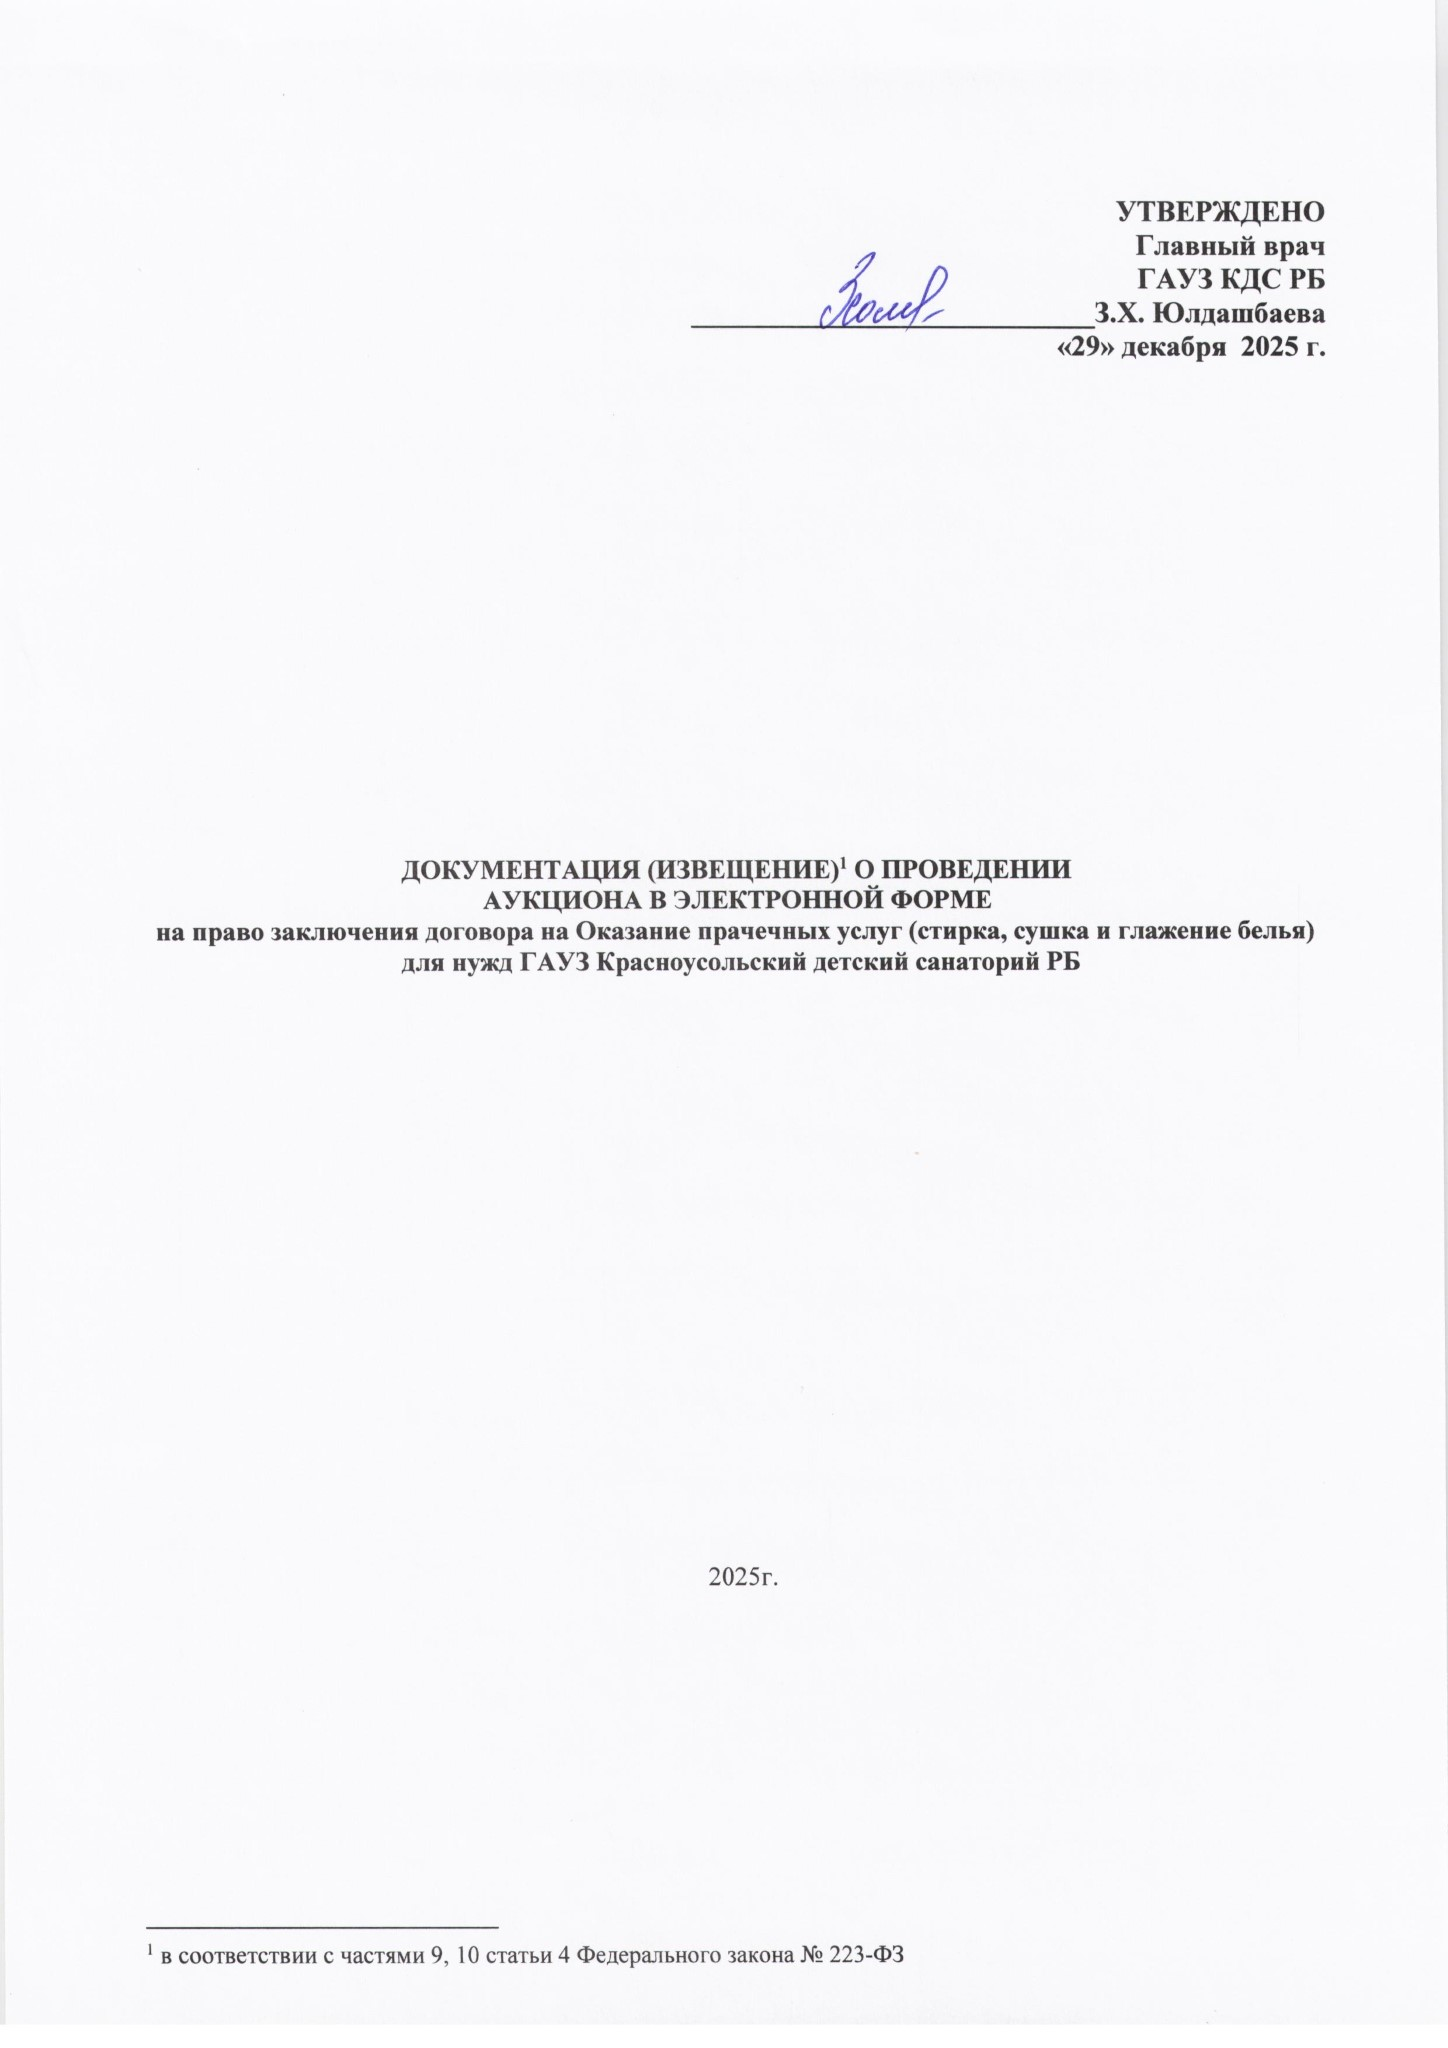 УТВЕРЖДЕНО
Главный врач
ГАУЗ КДС РБ
З.Х. Юлдашбаева
«29» декабря 2025 г.
ДОКУМЕНТАЦИЯ (ИЗВЕЩЕНИЕ)¹ О ПРОВЕДЕНИИ
АУКЦИОНА В ЭЛЕКТРОННОЙ ФОРМЕ
на право заключения договора на Оказание прачечных услуг (стирка, сушка и глажение белья)
для нужд ГАУЗ Красноусольский детский санаторий РБ
2025г.
¹ в соответствии с частями 9, 10 статьи 4 Федерального закона № 223-ФЗ